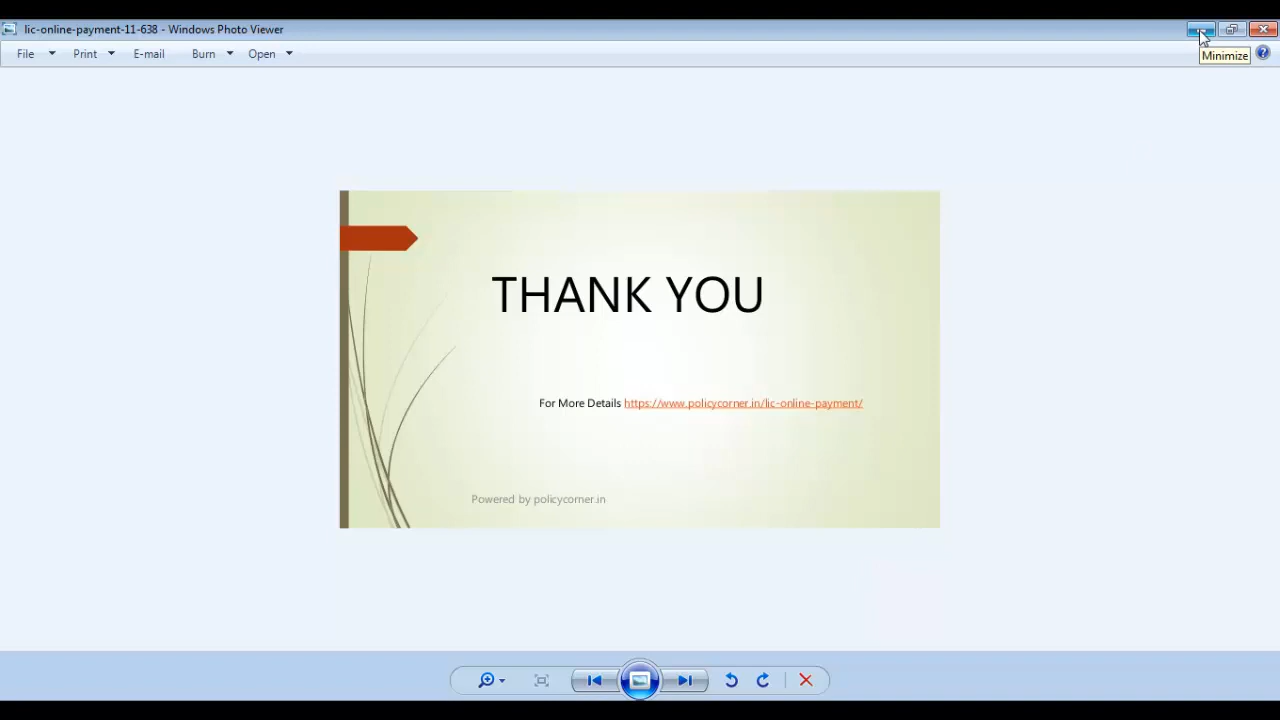 lic-online-payment-11-638 - Windows Photo Viewer
File Print E-mail Burn Open
Minimize
THANK YOU
For More Details https://www.policycorner.in/lic-online-payment/
Powered by policycorner.in